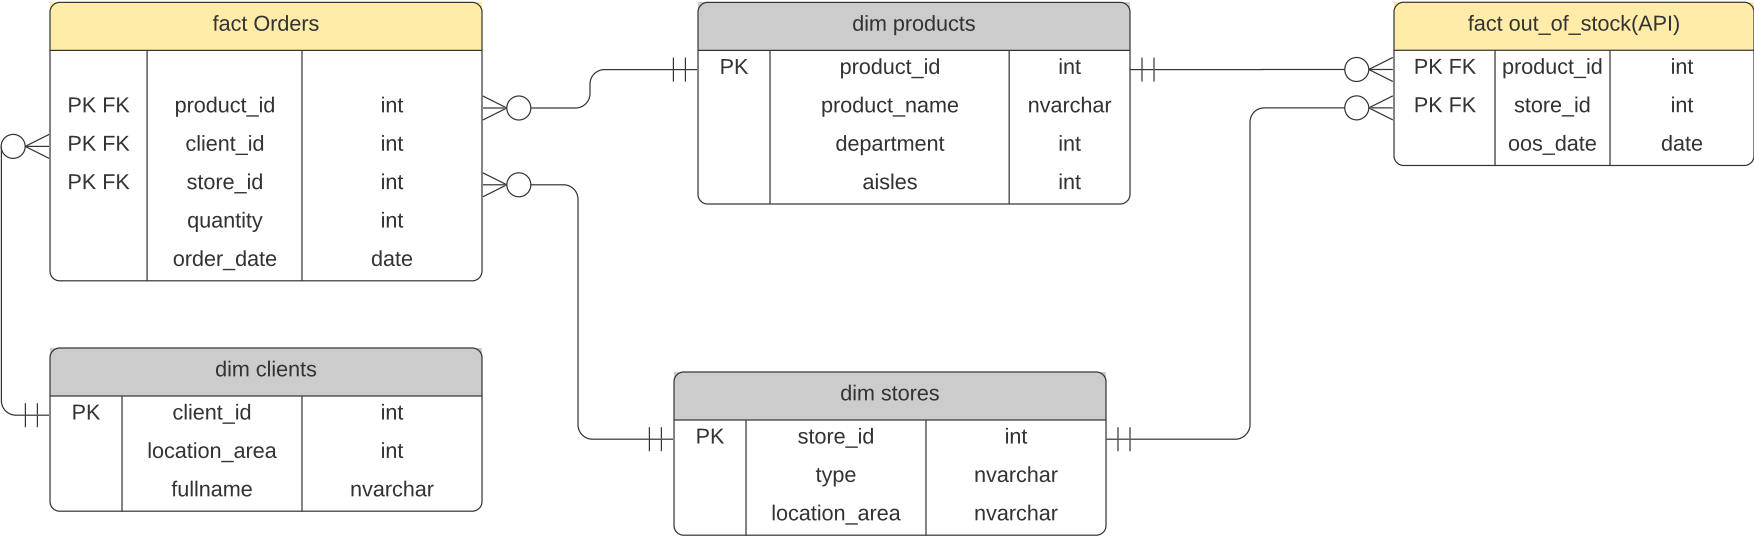 fact Orders
PK FK product_id int
PK FK client_id int
PK FK store_id int
quantity int
order_date date
dim products
PK product_id int
product_name nvarchar
department int
aisles int
fact out_of_stock(API)
PK FK product_id int
PK FK store_id int
oos_date date
dim clients
PK client_id int
location_area int
fullname nvarchar
dim stores
PK store_id int
type nvarchar
location_area nvarchar